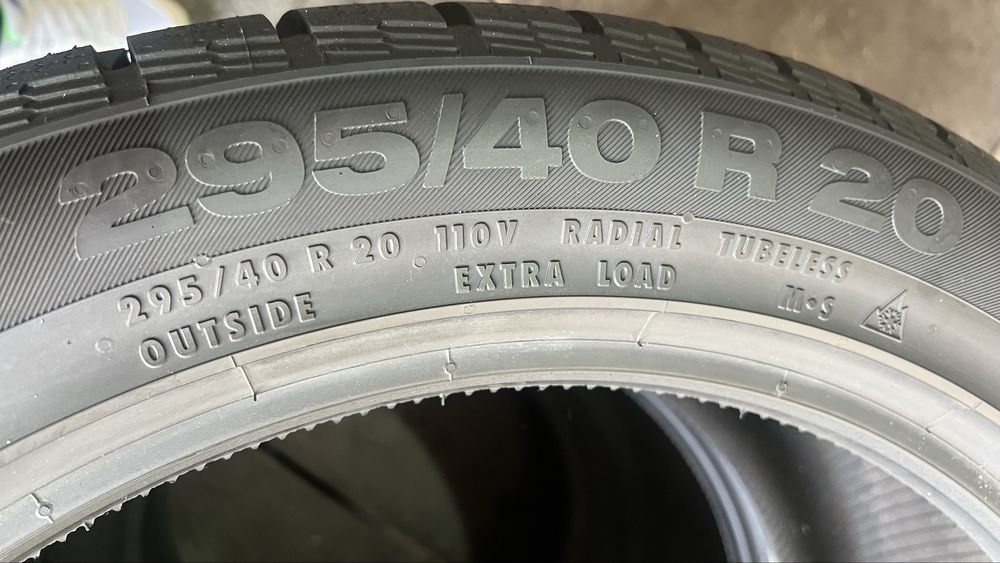 295/40 R 20
295/40 R 20 110V RADIAL TUBELESS
OUTSIDE EXTRA LOAD M•S